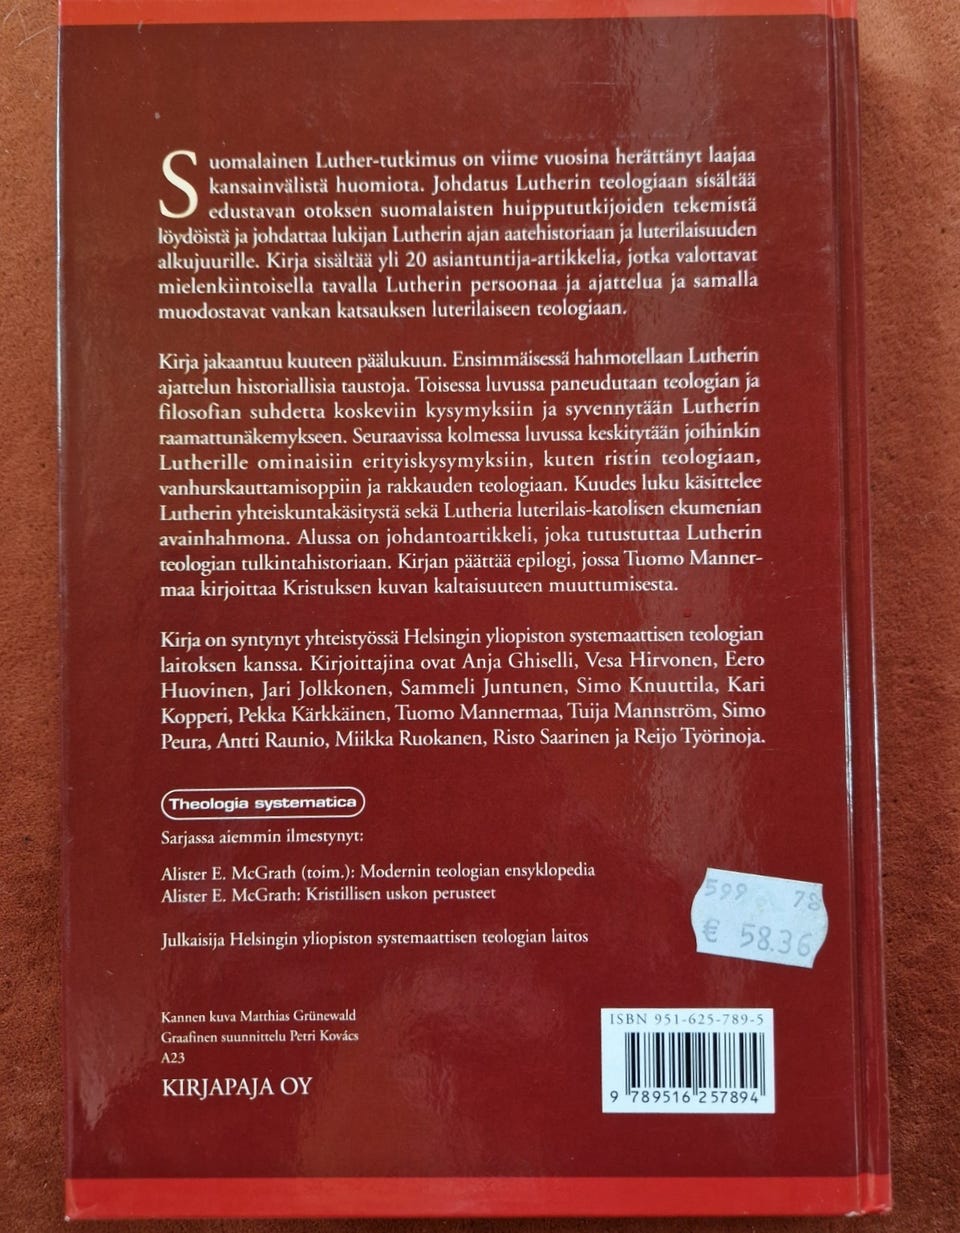 Suomalainen Luther-tutkimus on viime vuosina herättänyt laajaa
kansainvälistä huomiota. Johdatus Lutherin teologiaan sisältää
edustavan otoksen suomalaisten huippututkijoiden tekemistä
löydöistä ja johdattaa lukijan Lutherin ajan aatehistoriaan ja luterilaisuuden
alkujuurille. Kirja sisältää yli 20 asiantuntija-artikkelia, jotka valottavat
mielenkiintoisella tavalla Lutherin persoonaa ja ajattelua ja samalla
muodostavat vankan katsauksen luterilaiseen teologiaan.
Kirja jakaantuu kuuteen päälukuun. Ensimmäisessä hahmotellaan Lutherin
ajattelun historiallisia taustoja. Toisessa luvussa paneudutaan teologian ja
filosofian suhdetta koskeviin kysymyksiin ja syvennytään Lutherin
raamattunäkemykseen. Seuraavissa kolmessa luvussa keskitytään joihinkin
Lutherille ominaisiin erityiskysymyksiin, kuten ristin teologiaan,
vanhurskauttamisoppiin ja rakkauden teologiaan. Kuudes luku käsittelee
Lutherin yhteiskuntakäsitystä sekä Lutheria luterilais-katolisen ekumenian
avainhahmona. Alussa on johdantoartikkeli, joka tutustuttaa Lutherin
teologian tulkintahistoriaan. Kirjan päättää epilogi, jossa Tuomo Manner-
maa kirjoittaa Kristuksen kuvan kaltaisuuteen muuttumisesta.
Kirja on syntynyt yhteistyössä Helsingin yliopiston systemaattisen teologian
laitoksen kanssa. Kirjoittajina ovat Anja Ghiselli, Vesa Hirvonen, Eero
Huovinen, Jari Jolkkonen, Sammeli Juntunen, Simo Knuuttila, Kari
Kopperi, Pekka Kärkkäinen, Tuomo Mannermaa, Tuija Mannström, Simo
Peura, Antti Raunio, Miikka Ruokanen, Risto Saarinen ja Reijo Työrinoja.
Theologia systematica
Sarjassa aiemmin ilmestynyt:
Alister E. McGrath (toim.): Modernin teologian ensyklopedia
Alister E. McGrath: Kristillisen uskon perusteet
599 78
€ 58.36
Julkaisija Helsingin yliopiston systemaattisen teologian laitos
Kannen kuva Matthias Grünewald
Graafinen suunnittelu Petri Kovács
A23
KIRJAPAJA OY
ISBN 951-625-789-5
9 789516 257894